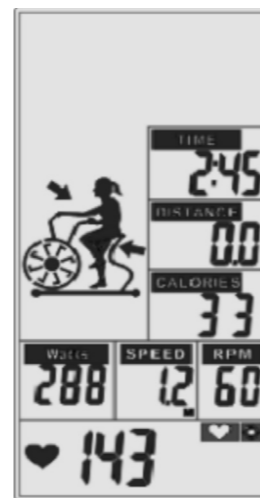 TIME
2:45
DISTANCE
0.0
CALORIES
33
Watts SPEED RPM
288 1.2 60
143